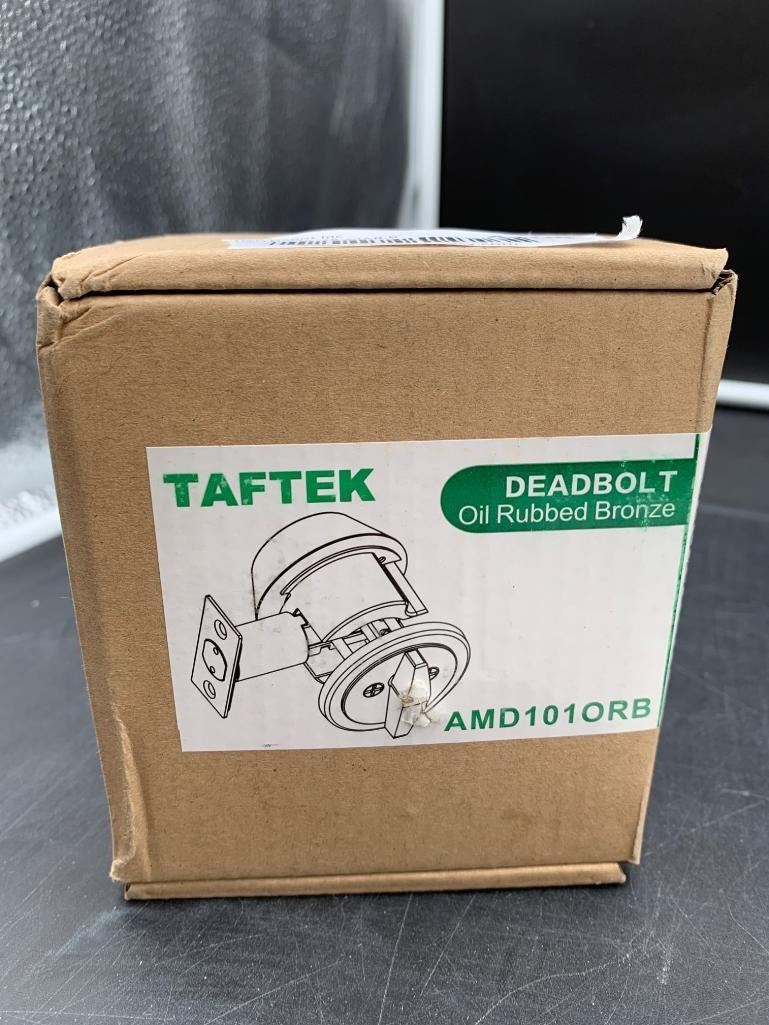 TAFTEK
DEADBOLT
Oil Rubbed Bronze
AMD101ORB